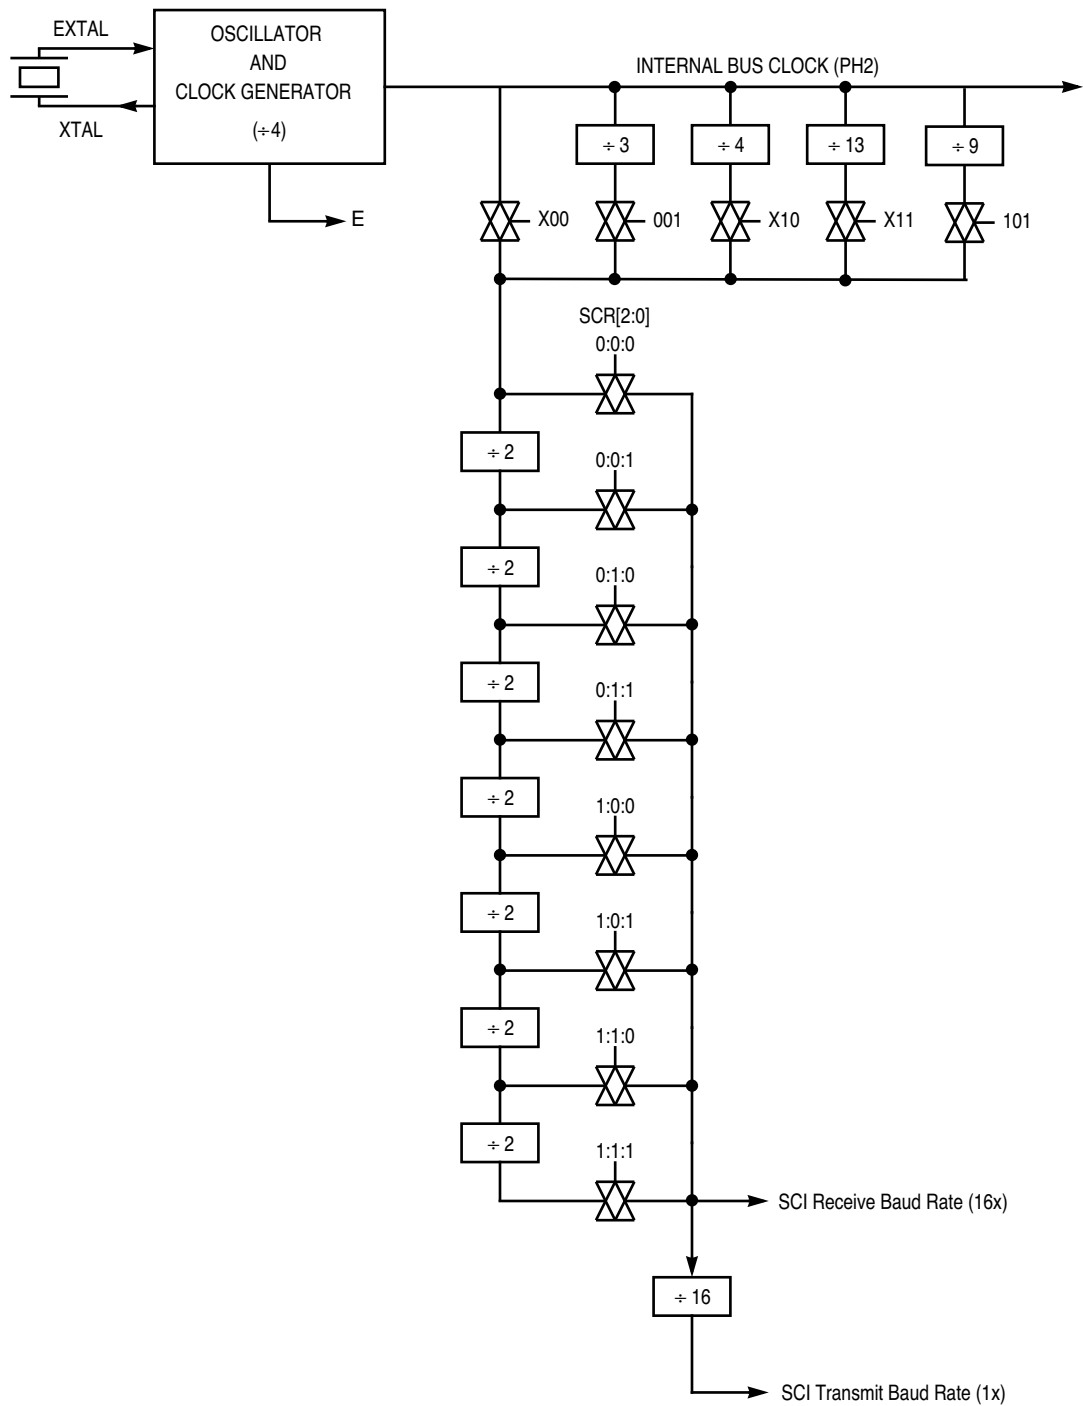 EXTAL
XTAL
OSCILLATOR
AND
CLOCK GENERATOR
(÷4)
E
INTERNAL BUS CLOCK (PH2)
÷ 3
÷ 4
÷ 13
÷ 9
X00
001
X10
X11
101
SCR[2:0]
0:0:0
÷ 2
0:0:1
÷ 2
0:1:0
÷ 2
0:1:1
÷ 2
1:0:0
÷ 2
1:0:1
÷ 2
1:1:0
÷ 2
1:1:1
SCI Receive Baud Rate (16x)
÷ 16
SCI Transmit Baud Rate (1x)